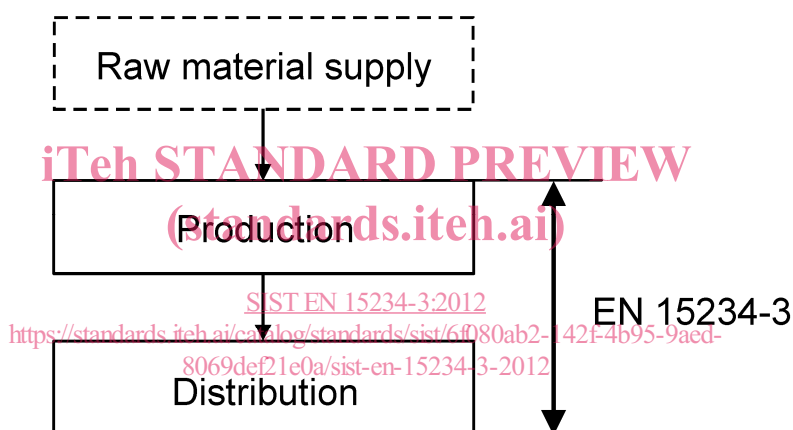 Raw material supply
iTeh STANDARD PREVIEW
(standards.iteh.ai)
Production
SIST EN 15234-3:2012
EN 15234-3
https://standards.iteh.ai/catalog/standards/sist/6f080ab2-142f-4b95-9aed-
8069def21e0a/sist-en-15234-3-2012
Distribution